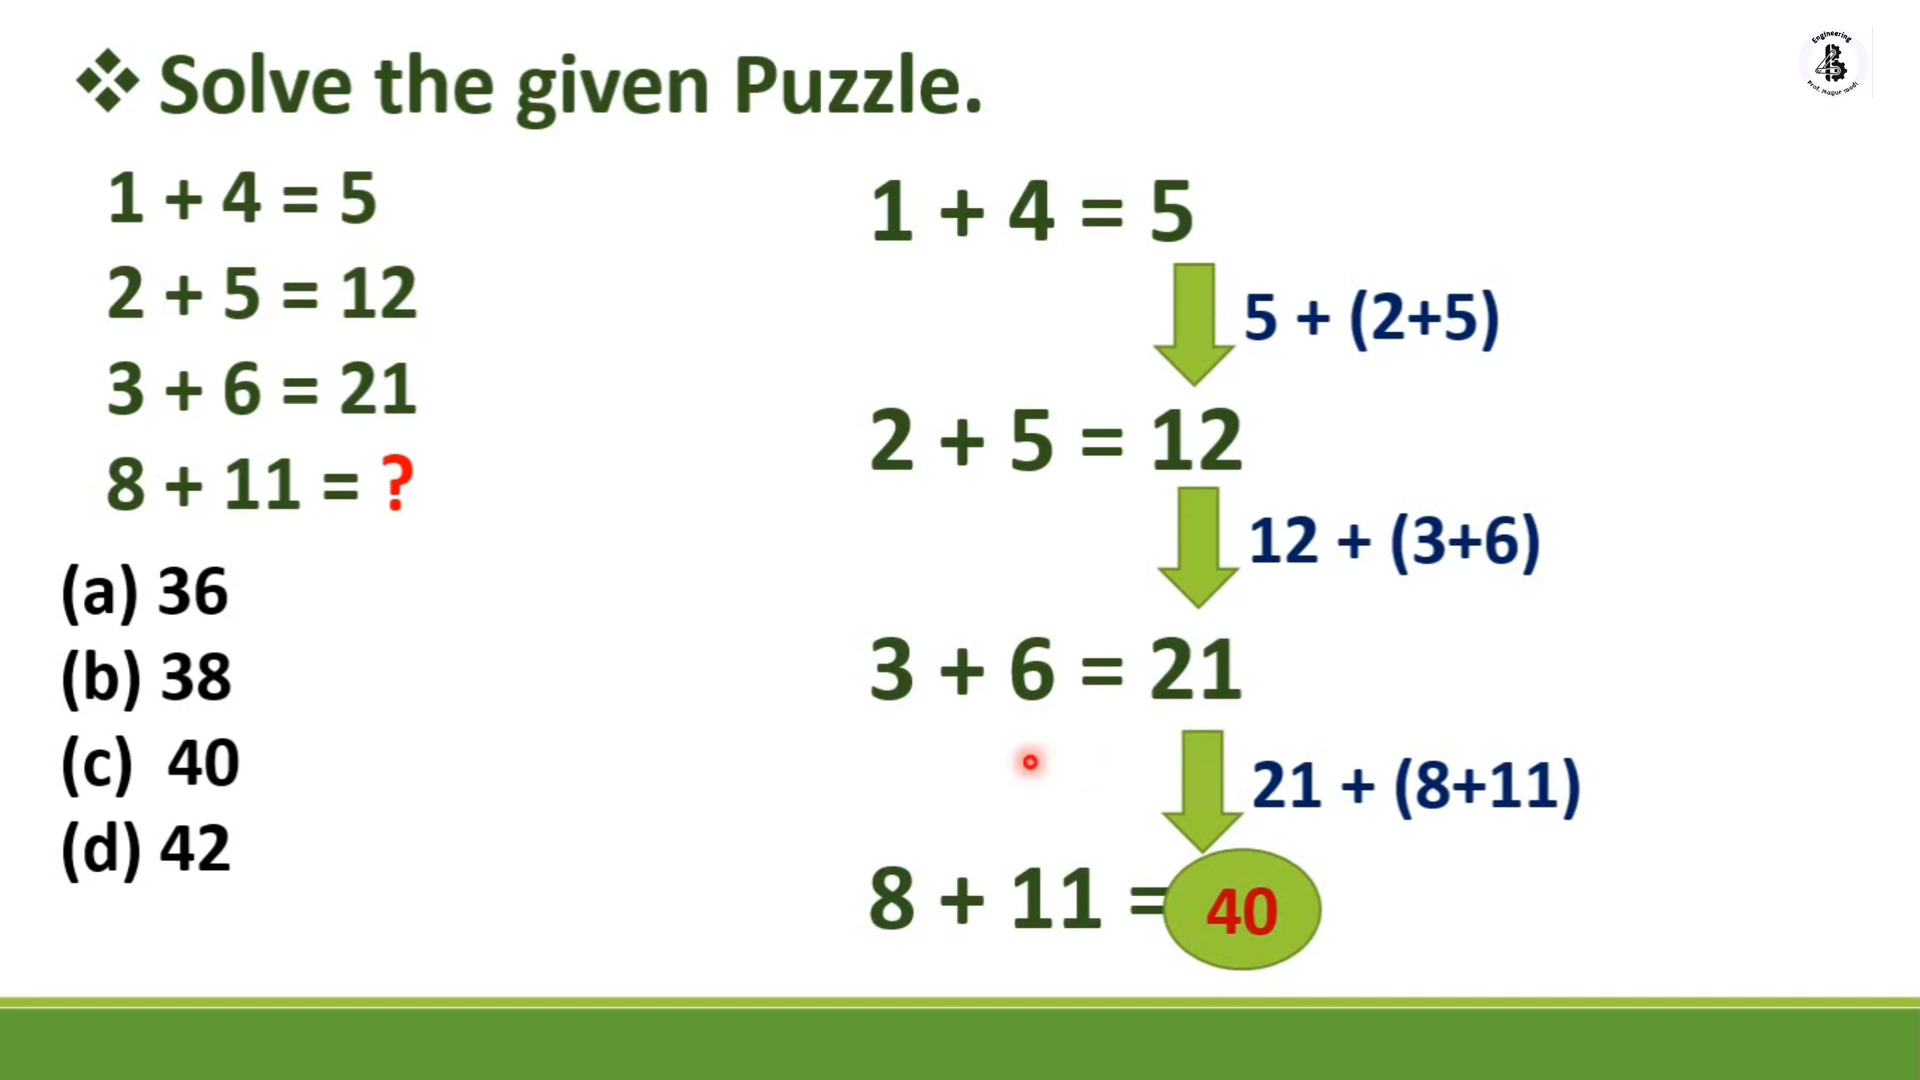 Solve the given Puzzle.
1 + 4 = 5
2 + 5 = 12
3 + 6 = 21
8 + 11 = ?
(a) 36
(b) 38
(c) 40
(d) 42
1 + 4 = 5
5 + (2+5)
2 + 5 = 12
12 + (3+6)
3 + 6 = 21
21 + (8+11)
8 + 11 = 40
Engineering